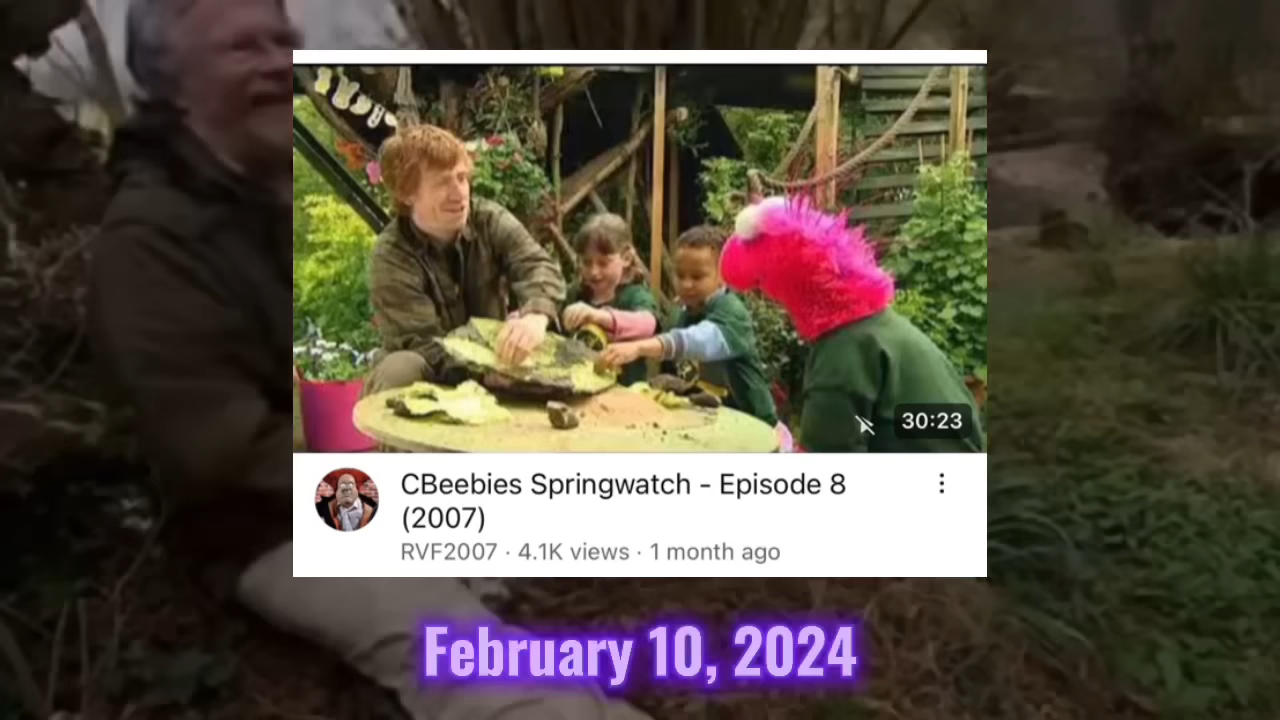 30:23
CBeebies Springwatch - Episode 8
(2007)
RVF2007 · 4.1K views · 1 month ago
February 10, 2024